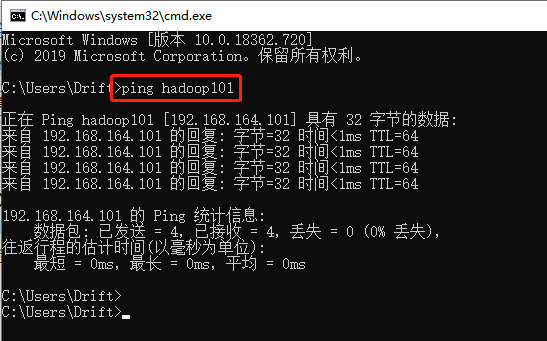 C:\Windows\system32\cmd.exe
Microsoft Windows [版本 10.0.18362.720]
(c) 2019 Microsoft Corporation。保留所有权利。
C:\Users\Drift>ping hadoop101
正在 Ping hadoop101 [192.168.164.101] 具有 32 字节的数据:
来自 192.168.164.101 的回复: 字节=32 时间<1ms TTL=64
来自 192.168.164.101 的回复: 字节=32 时间<1ms TTL=64
来自 192.168.164.101 的回复: 字节=32 时间<1ms TTL=64
来自 192.168.164.101 的回复: 字节=32 时间<1ms TTL=64
192.168.164.101 的 Ping 统计信息:
数据包: 已发送 = 4，已接收 = 4，丢失 = 0 (0% 丢失)，
往返行程的估计时间(以毫秒为单位):
最短 = 0ms，最长 = 0ms，平均 = 0ms
C:\Users\Drift>
C:\Users\Drift>